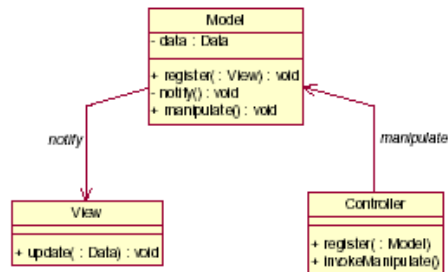 Model
- data : Data
+ register( : View) : void
- notify() : void
+ manipulate() : void
notify
manipulate
View
+ update( : Data) : void
Controller
+ register( : Model)
+ invokeManipulate()